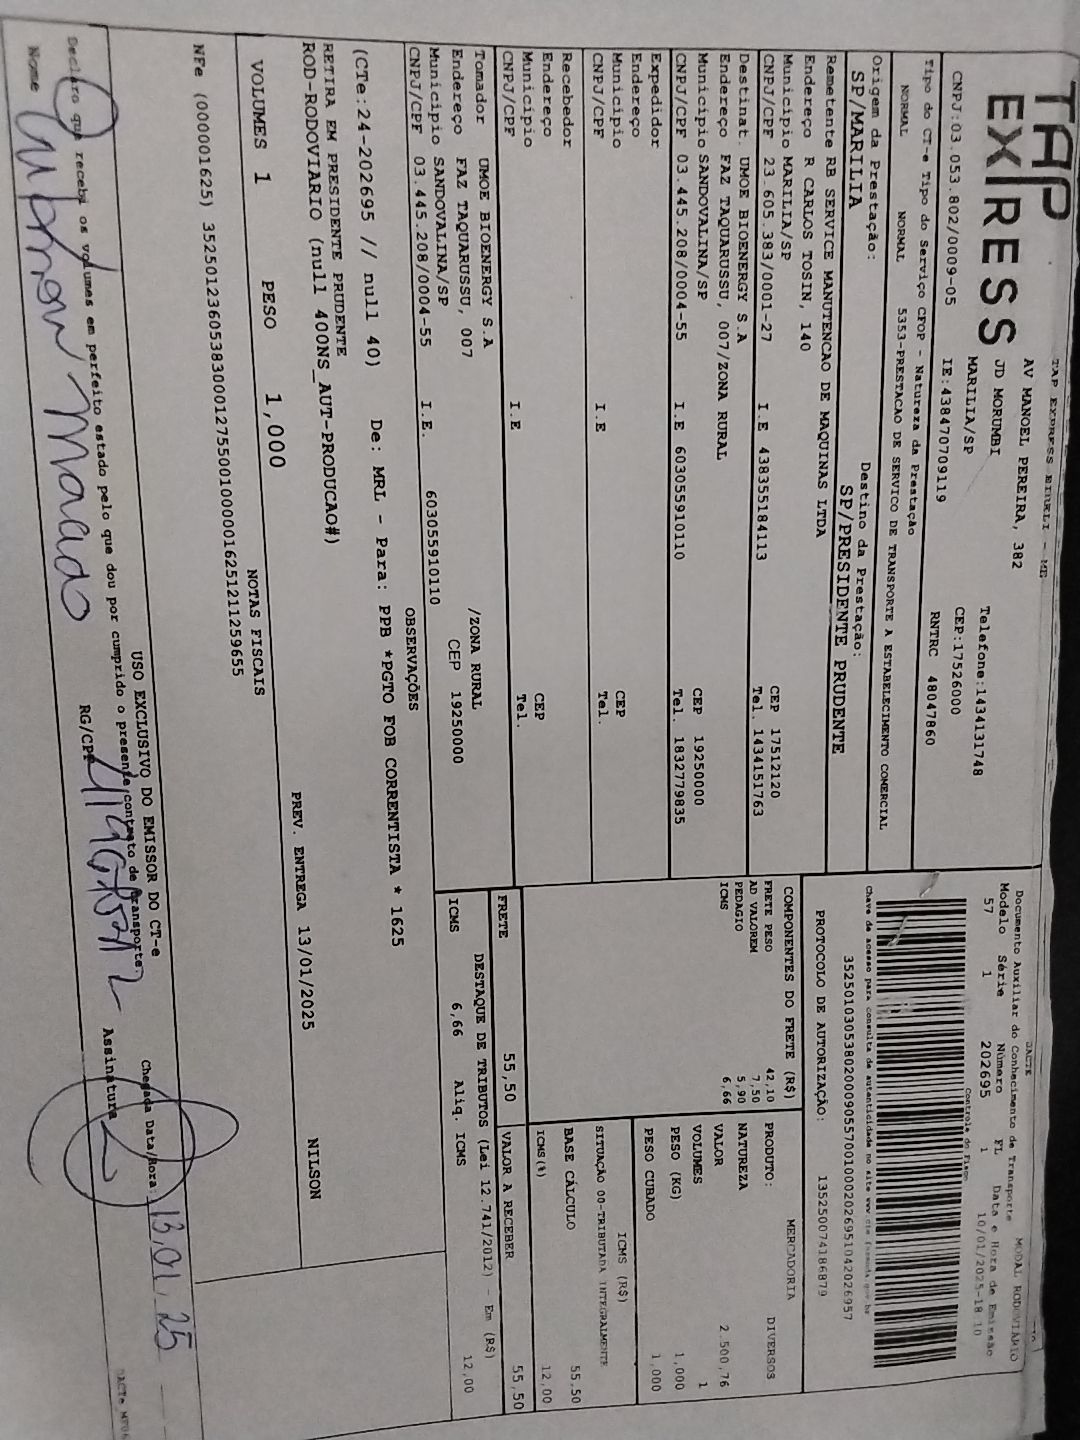 TAP EXPRESS EIRELI - ME
TAP
EXPRESS
AV MANOEL PEREIRA, 382
JD MORUMBI
MARILIA/SP
Telefone:1434131748
CEP:17526000
CNPJ:03.053.802/0009-05
IE:438470709119
RNTRC 48047860
Tipo do CT-e Tipo do Serviço CFOP - Natureza da Prestação
NORMAL NORMAL 5353-PRESTACAO DE SERVICO DE TRANSPORTE A ESTABELECIMENTO COMERCIAL
Origem da Prestação: Destino da Prestação:
SP/MARILIA SP/PRESIDENTE PRUDENTE
Remetente RB SERVICE MANUTENCAO DE MAQUINAS LTDA
Endereço R CARLOS TOSIN, 140
Município MARILIA/SP CEP 17512120
CNPJ/CPF 23.605.383/0001-27 I.E 438355184113 Tel. 1434151763
Destinat. UMOE BIOENERGY S.A
Endereço FAZ TAQUARUSSU, 007/ZONA RURAL
Município SANDOVALINA/SP CEP 19250000
CNPJ/CPF 03.445.208/0004-55 I.E 603055910110 Tel. 1832779835
Expedidor
Endereço
Município CEP
CNPJ/CPF I.E Tel.
Recebedor
Endereço
Município CEP
CNPJ/CPF I.E Tel.
Tomador UMOE BIOENERGY S.A
Endereço FAZ TAQUARUSSU, 007 /ZONA RURAL
Município SANDOVALINA/SP CEP 19250000
CNPJ/CPF 03.445.208/0004-55 I.E. 603055910110
DACTE
Documento Auxiliar do Conhecimento de Transporte - MODAL RODOVIÁRIO
Modelo Série Número FL Data e Hora de Emissão
57 1 202695 1 10/01/2025-18:10
Controle do Fisco
35250103053802000905570010002026951042026957
PROTOCOLO DE AUTORIZAÇÃO: 135250074186879
COMPONENTES DO FRETE (R$)
FRETE PESO 42,10
AD VALOREM 7,50
PEDAGIO 5,90
ICMS 6,66
MERCADORIA
PRODUTO: DIVERSOS
NATUREZA
VALOR 2.500,76
VOLUMES 1
PESO (KG) 1,000
PESO CUBADO 1,000
ICMS (R$)
SITUAÇÃO 00-TRIBUTADA INTEGRALMENTE
BASE CÁLCULO 55,50
ICMS(%) 12,00
FRETE 55,50 VALOR A RECEBER 55,50
DESTAQUE DE TRIBUTOS (Lei 12.741/2012) - Em (R$)
ICMS 6,66 Aliq. ICMS 12,00
OBSERVAÇÕES
(CTe:24-202695 // null 40) De: MRL - Para: PPB *PGTO FOB CORRENTISTA * 1625
RETIRA EM PRESIDENTE PRUDENTE
ROD-RODOVIARIO (null 400NS_AUT-PRODUCAO#)
PREV. ENTREGA 13/01/2025 NILSON
VOLUMES 1 PESO 1,000
NOTAS FISCAIS
NFe (000001625) 35250123605383000127550010000016251211259655
USO EXCLUSIVO DO EMISSOR DO CT-e
Declaro que recebi os volumes em perfeito estado pelo que dou por cumprido o presente contrato de transporte.
Chegada Data/Hora: 13.01.25
Nome RG/CPF Assinatura